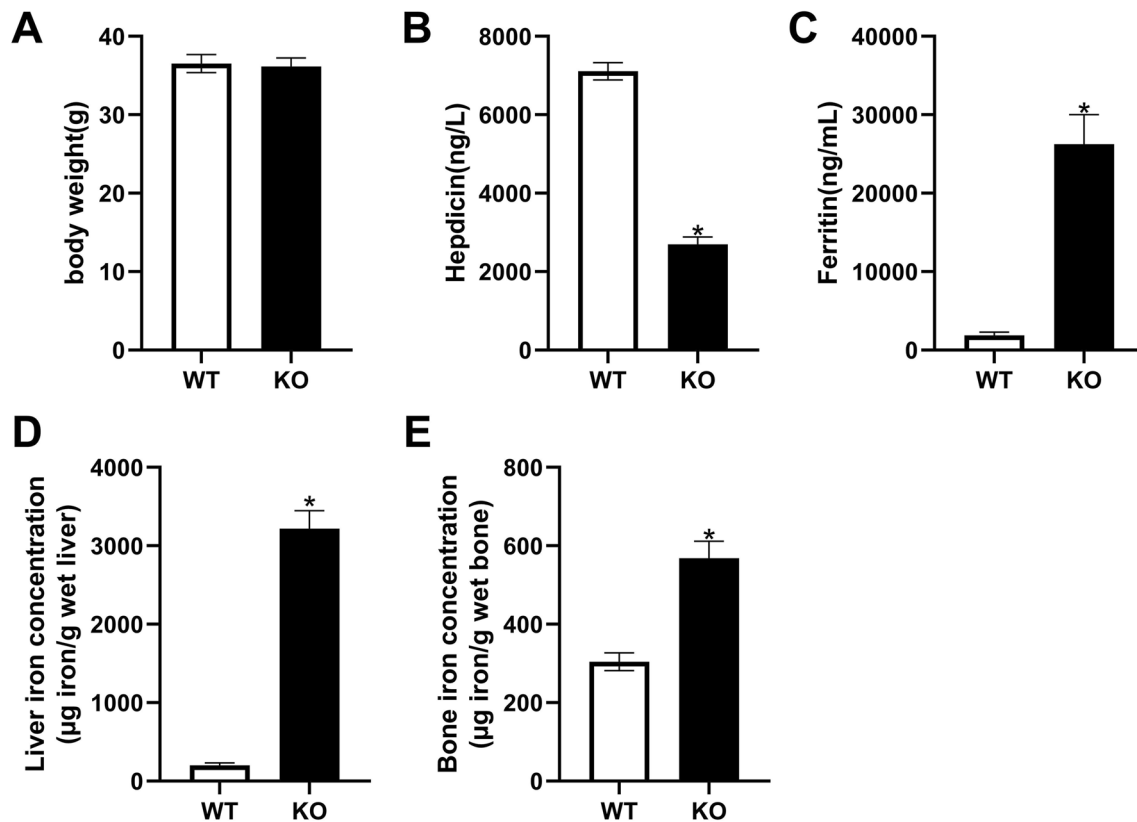 A
body weight(g)
40
30
20
10
0
WT KO
B
Hepdicin(ng/L)
8000
6000
4000
2000
0
*
WT KO
C
Ferritin(ng/mL)
40000
30000
20000
10000
0
*
WT KO
D
Liver iron concentration
(μg iron/g wet liver)
4000
3000
2000
1000
0
*
WT KO
E
Bone iron concentration
(μg iron/g wet bone)
800
600
400
200
0
*
WT KO